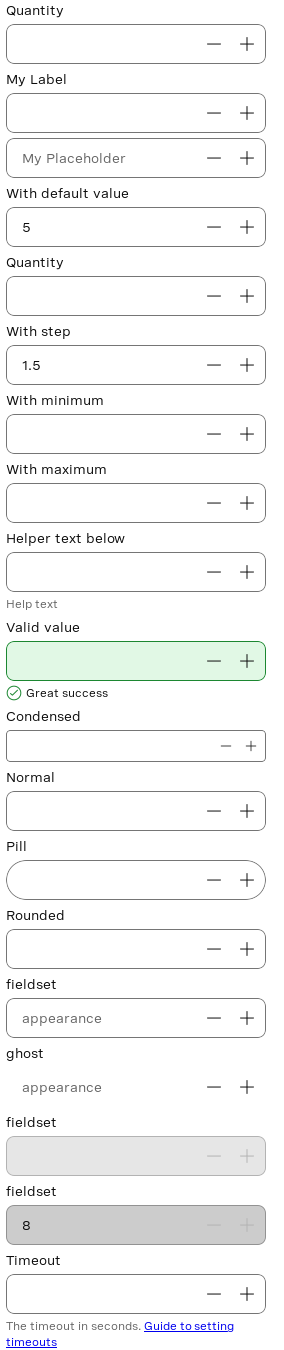 Quantity
My Label
My Placeholder
With default value
5
Quantity
With step
1.5
With minimum
With maximum
Helper text below
Help text
Valid value
Great success
Condensed
Normal
Pill
Rounded
fieldset
appearance
ghost
appearance
fieldset
fieldset
8
Timeout
The timeout in seconds. Guide to setting
timeouts